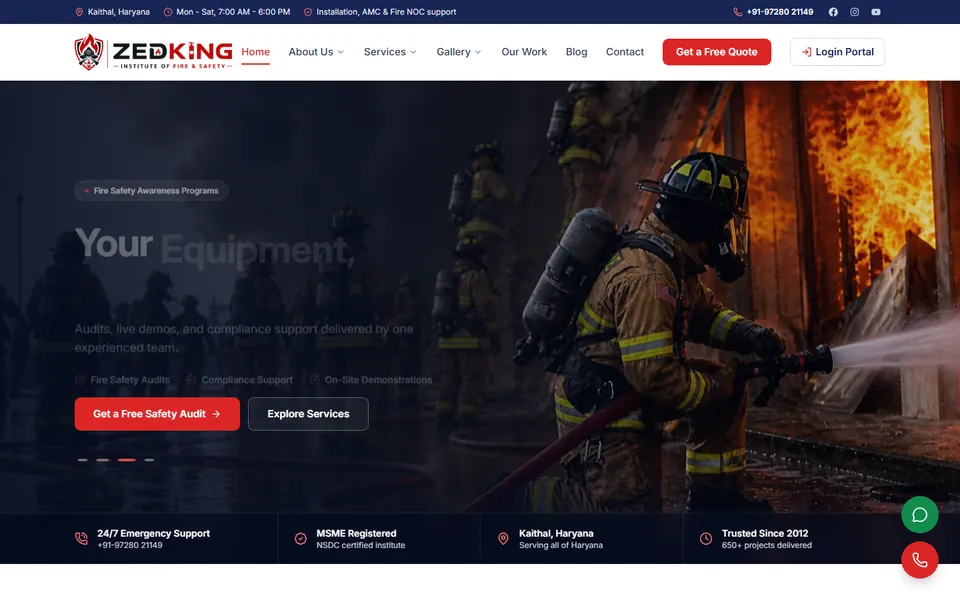 Kaithal, Haryana
Mon - Sat, 7:00 AM - 6:00 PM
Installation, AMC & Fire NOC support
+91-97280 21149
ZEDKING
INSTITUTE OF FIRE & SAFETY
Home
About Us
Services
Gallery
Our Work
Blog
Contact
Get a Free Quote
Login Portal
Fire Safety Awareness Programs
Your Equipment,
Audits, live demos, and compliance support delivered by one
experienced team.
Fire Safety Audits
Compliance Support
On-Site Demonstrations
Get a Free Safety Audit
Explore Services
24/7 Emergency Support
+91-97280 21149
MSME Registered
NSDC certified institute
Kaithal, Haryana
Serving all of Haryana
Trusted Since 2012
650+ projects delivered